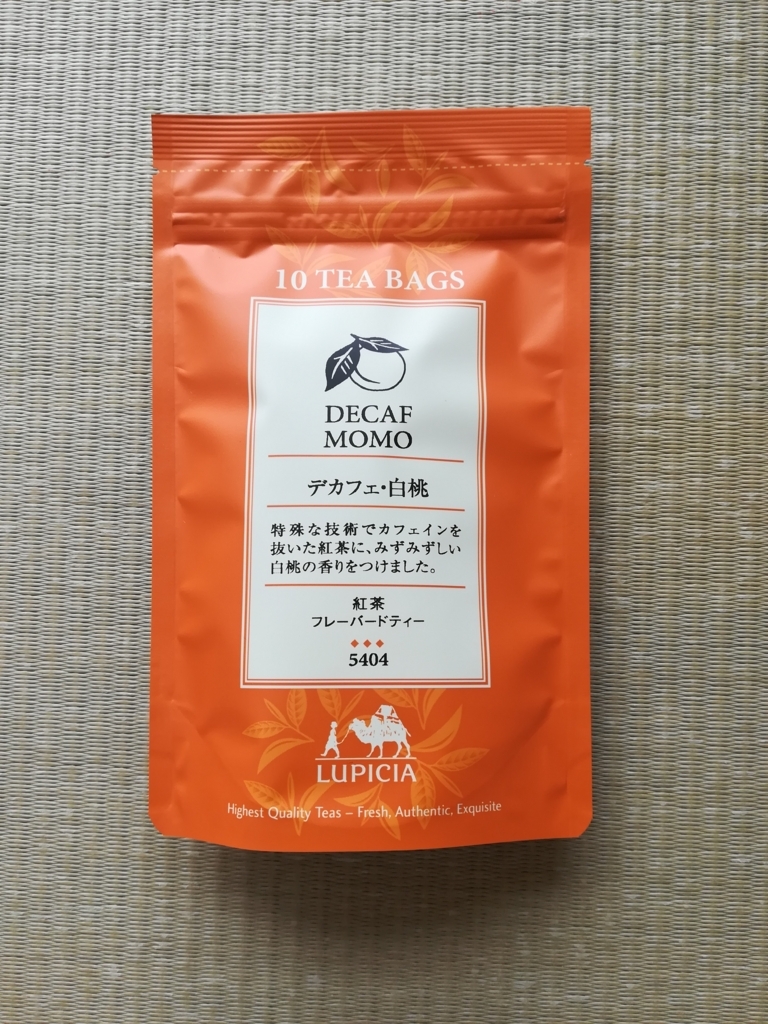 10 TEA BAGS
DECAF
MOMO
デカフェ・白桃
特殊な技術でカフェインを
抜いた紅茶に、みずみずしい
白桃の香りをつけました。
紅茶
フレーバードティー
5404
LUPICIA
Highest Quality Teas – Fresh, Authentic, Exquisite